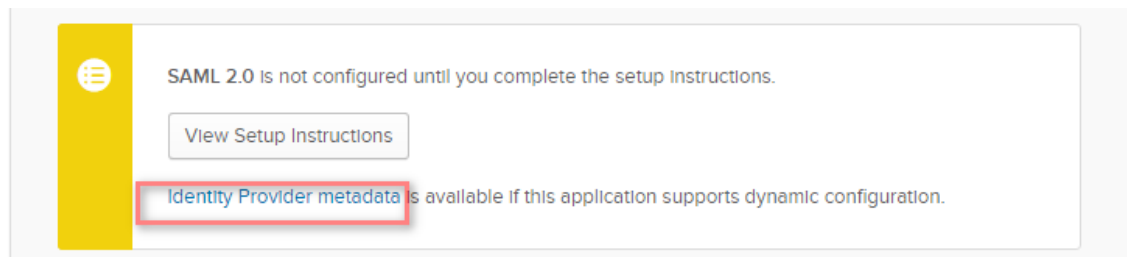 SAML 2.0 is not configured until you complete the setup instructions.
View Setup Instructions
Identity Provider metadata is available if this application supports dynamic configuration.